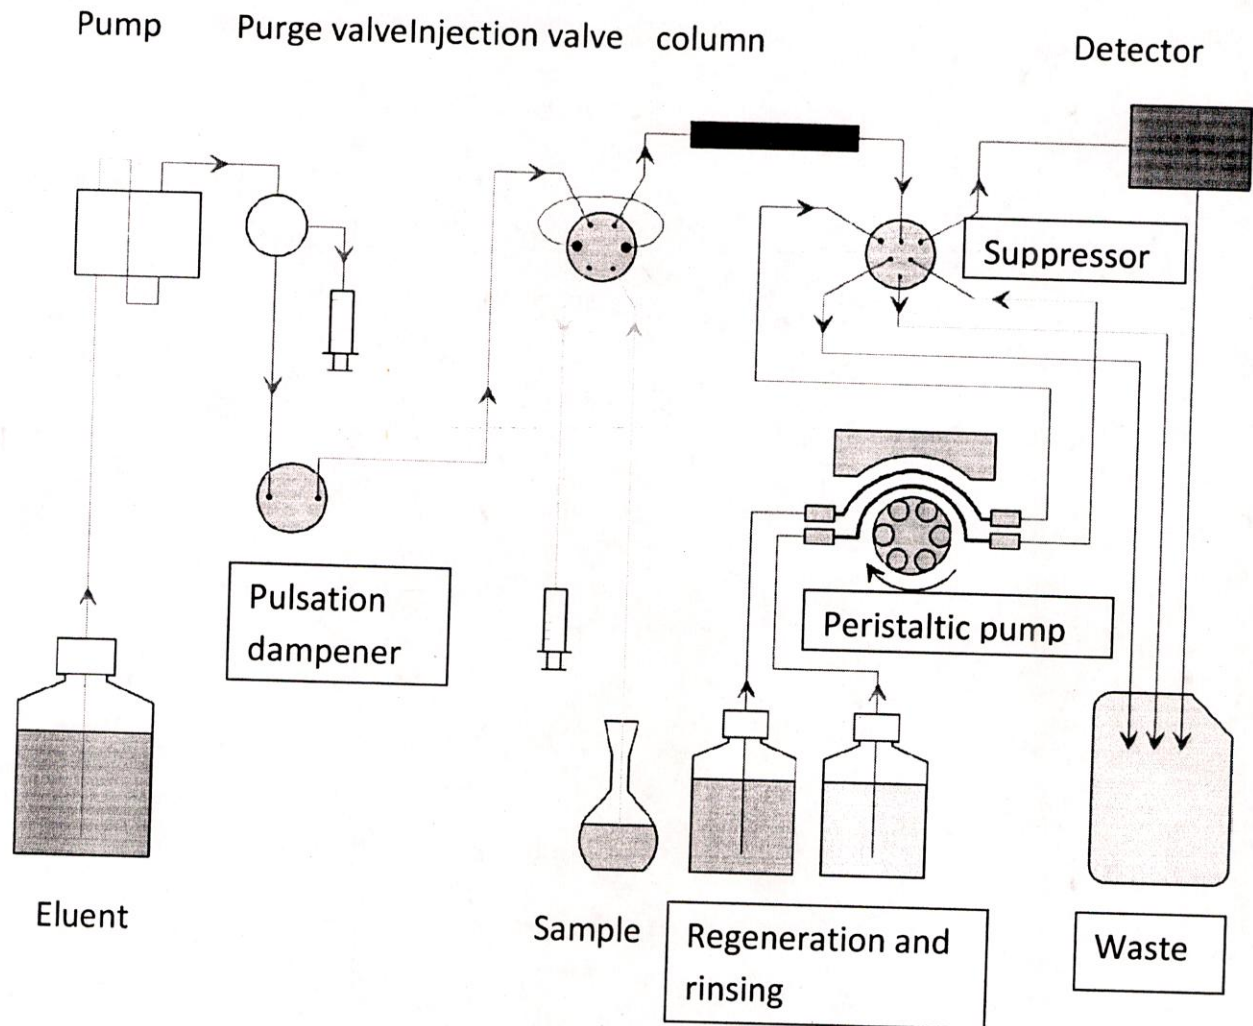 Pump
Purge valveInjection valve
column
Detector
Suppressor
Pulsation
dampener
Peristaltic pump
Eluent
Sample
Regeneration and
rinsing
Waste